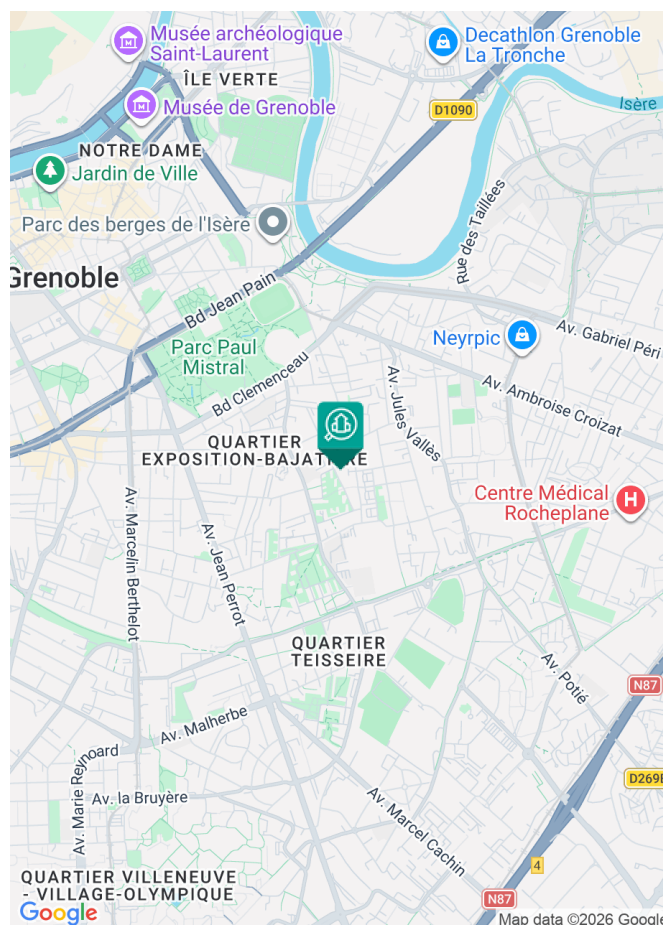 Musée archéologique
Saint-Laurent
Decathlon Grenoble
La Tronche
ÎLE VERTE
Musée de Grenoble
D1090
Isère
NOTRE DAME
Jardin de Ville
Rue des Taillées
Parc des berges de l'Isère
Grenoble
Bd Jean Pain
Neyrpic
Av. Gabriel Péri
Parc Paul
Mistral
Bd Clemenceau
Av. Jules Vallès
Av. Ambroise Croizat
QUARTIER
EXPOSITION-BAJATIÈRE
Av. Marcelin Berthelot
Av. Jean Perrot
Centre Médical
Rocheplane
H
QUARTIER
TEISSEIRE
Av. Potié
N87
Av. Malherbe
Av. Marie Reynoard
D269E
Av. la Bruyère
Av. Marcel Cachin
4
QUARTIER VILLENEUVE
- VILLAGE-OLYMPIQUE
N87
Google
Map data ©2026 Google